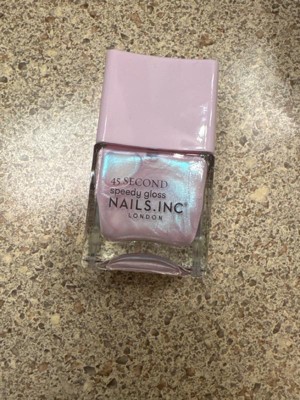 45 SECOND
speedy gloss
NAILS.INC®
LONDON